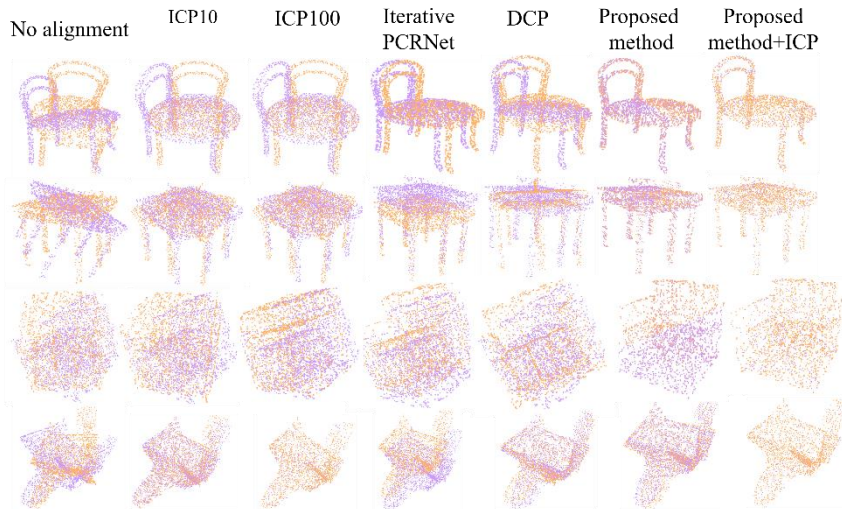 No alignment
ICP10
ICP100
Iterative
PCRNet
DCP
Proposed
method
Proposed
method+ICP